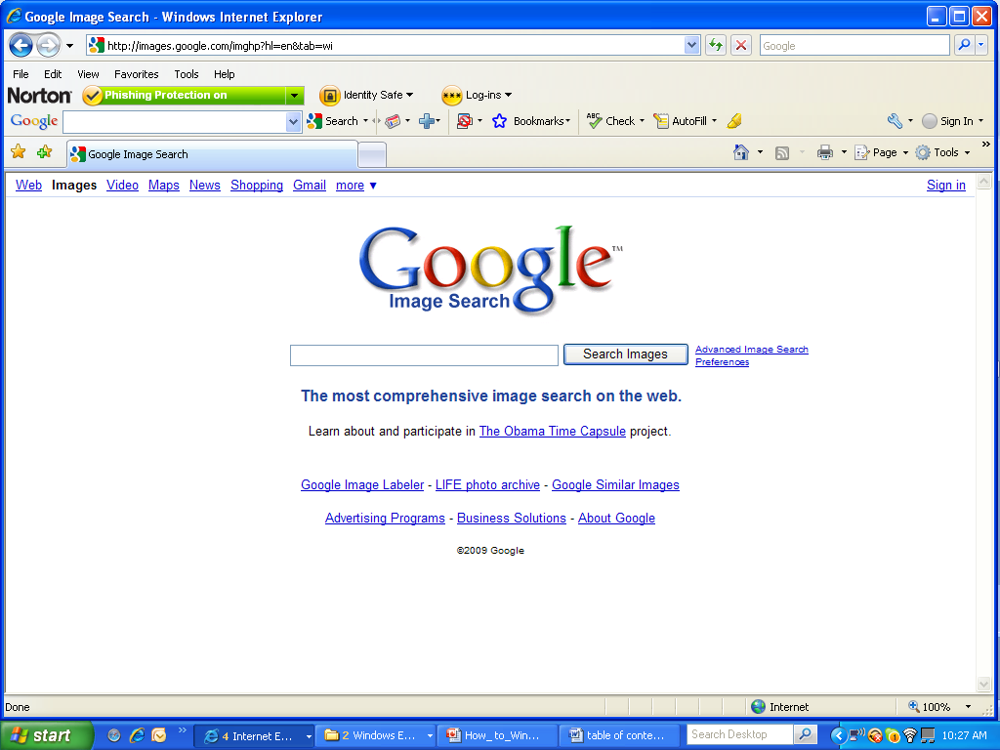 Google Image Search - Windows Internet Explorer
http://images.google.com/imghp?hl=en&tab=wi
Google
File Edit View Favorites Tools Help
Norton Phishing Protection on Identity Safe Log-ins
Google Search Bookmarks ABC Check AutoFill Sign In
Google Image Search Page Tools
Web Images Video Maps News Shopping Gmail more Sign in
Google™
Image Search
Search Images
Advanced Image Search
Preferences
The most comprehensive image search on the web.
Learn about and participate in The Obama Time Capsule project.
Google Image Labeler - LIFE photo archive - Google Similar Images
Advertising Programs - Business Solutions - About Google
©2009 Google
Done Internet 100%
start 4 Internet E... 2 Windows E... How_to_Win... table of conte... Search Desktop 10:27 AM